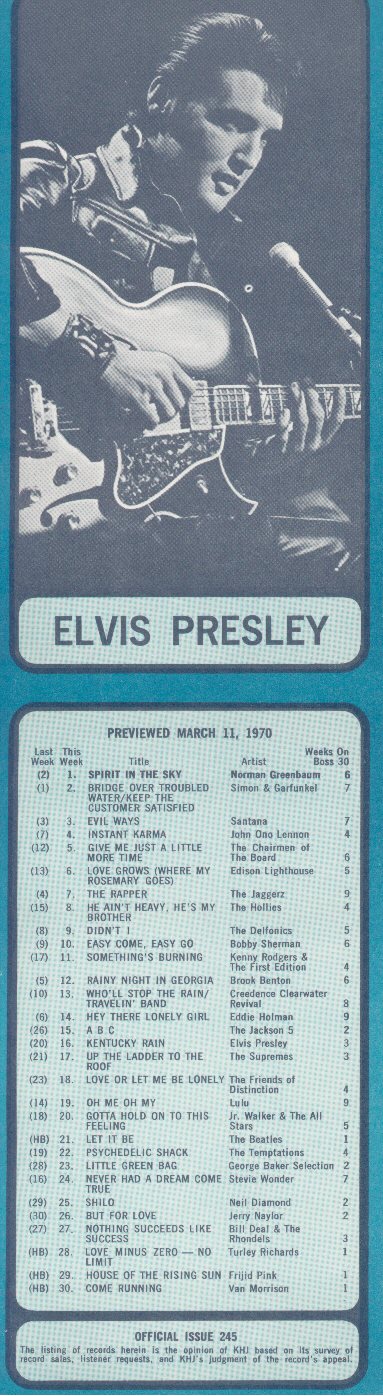 ELVIS PRESLEY
PREVIEWED MARCH 11, 1970
Last Week This Week Title Artist Weeks On Boss 30
(2) 1. SPIRIT IN THE SKY Norman Greenbaum 6
(1) 2. BRIDGE OVER TROUBLED Simon & Garfunkel 7
WATER/KEEP THE
CUSTOMER SATISFIED
(3) 3. EVIL WAYS Santana 7
(7) 4. INSTANT KARMA John Ono Lennon 4
(12) 5. GIVE ME JUST A LITTLE The Chairmen of
MORE TIME The Board 6
(13) 6. LOVE GROWS (WHERE MY Edison Lighthouse 5
ROSEMARY GOES)
(4) 7. THE RAPPER The Jaggerz 9
(15) 8. HE AIN'T HEAVY, HE'S MY The Hollies 4
BROTHER
(8) 9. DIDN'T I The Delfonics 5
(9) 10. EASY COME, EASY GO Bobby Sherman 6
(17) 11. SOMETHING'S BURNING Kenny Rodgers &
The First Edition 4
(5) 12. RAINY NIGHT IN GEORGIA Brook Benton 6
(10) 13. WHO'LL STOP THE RAIN/ Creedence Clearwater
TRAVELIN' BAND Revival 8
(6) 14. HEY THERE LONELY GIRL Eddie Holman 9
(26) 15. A B C The Jackson 5 2
(20) 16. KENTUCKY RAIN Elvis Presley 3
(21) 17. UP THE LADDER TO THE The Supremes 3
ROOF
(23) 18. LOVE OR LET ME BE LONELY The Friends of
Distinction 4
(14) 19. OH ME OH MY Lulu 9
(18) 20. GOTTA HOLD ON TO THIS Jr. Walker & The All
FEELING Stars 5
(HB) 21. LET IT BE The Beatles 1
(19) 22. PSYCHEDELIC SHACK The Temptations 4
(28) 23. LITTLE GREEN BAG George Baker Selection 2
(16) 24. NEVER HAD A DREAM COME Stevie Wonder 7
TRUE
(29) 25. SHILO Neil Diamond 2
(30) 26. BUT FOR LOVE Jerry Naylor 2
(27) 27. NOTHING SUCCEEDS LIKE Bill Deal & The
SUCCESS Rhondels 3
(HB) 28. LOVE MINUS ZERO — NO Turley Richards 1
LIMIT
(HB) 29. HOUSE OF THE RISING SUN Frijid Pink 1
(HB) 30. COME RUNNING Van Morrison 1
OFFICIAL ISSUE 245
The listing of records herein is the opinion of KHJ based on its survey of
record sales, listener requests, and KHJ's judgment of the record's appeal.